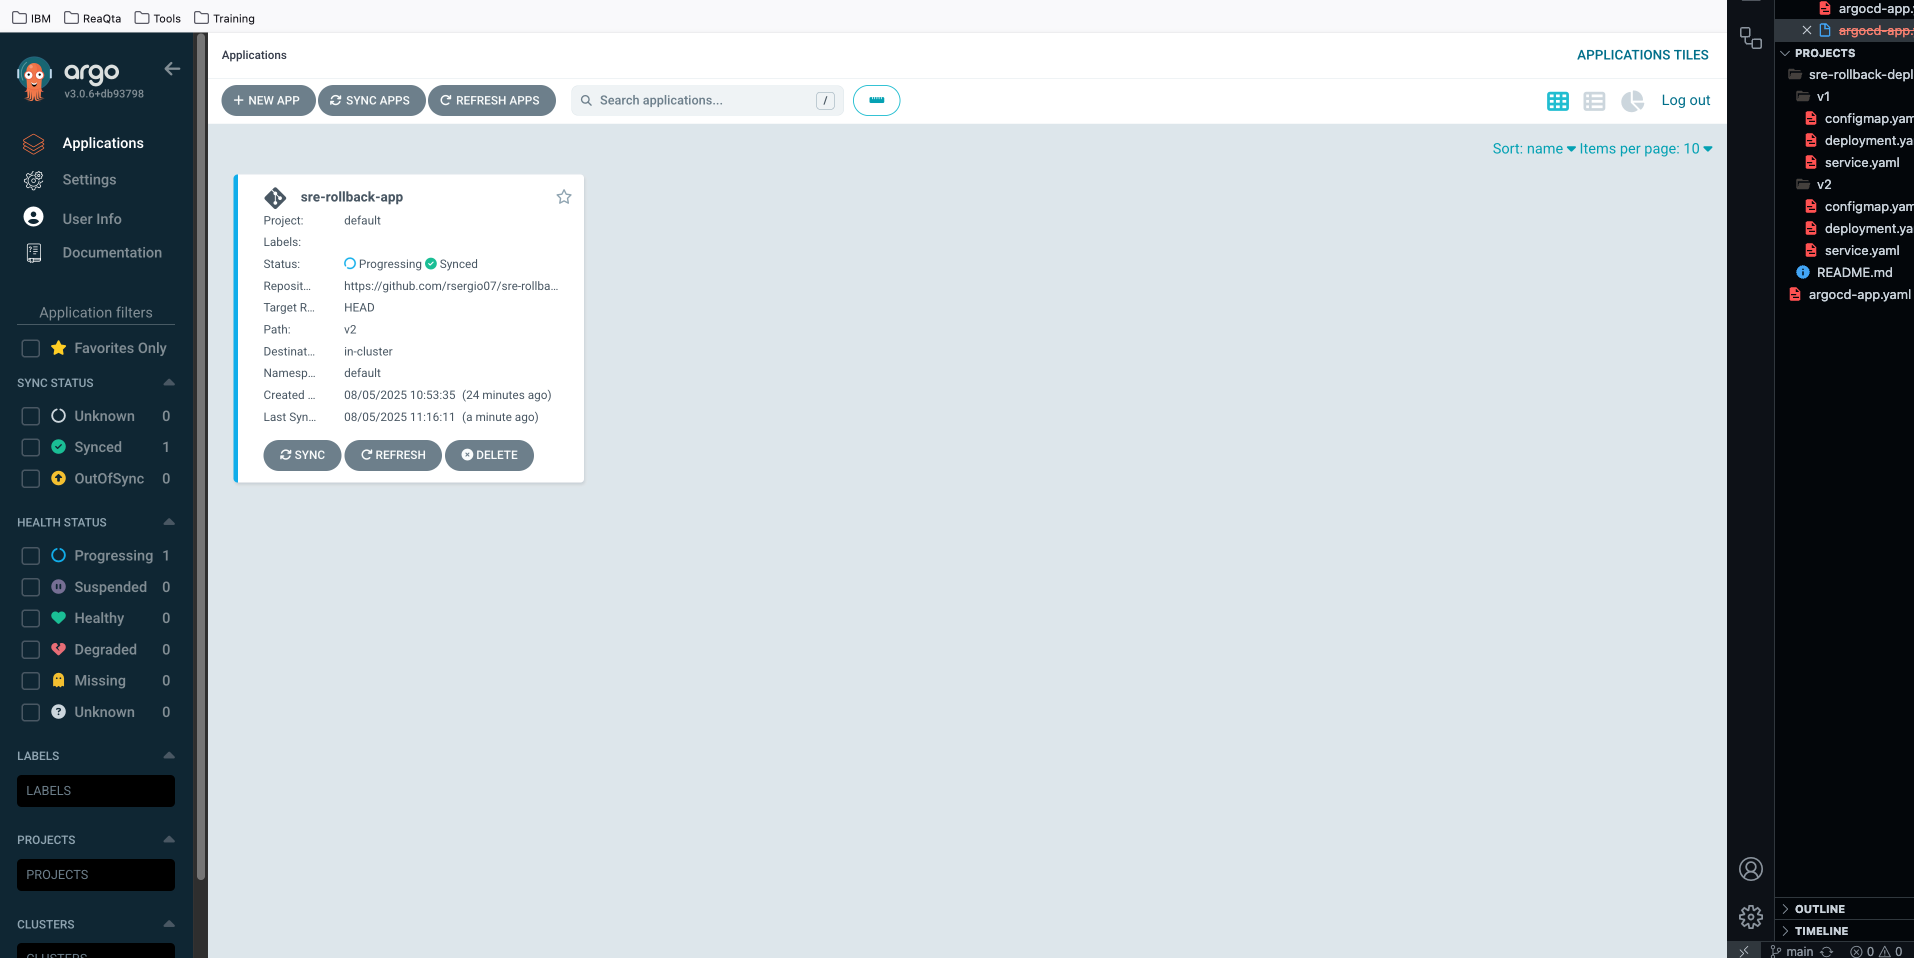 IBM ReaQta Tools Training
argo
v3.0.6+db93798
Applications
Settings
User Info
Documentation
Application filters
Favorites Only
SYNC STATUS
Unknown 0
Synced 1
OutOfSync 0
HEALTH STATUS
Progressing 1
Suspended 0
Healthy 0
Degraded 0
Missing 0
Unknown 0
LABELS
LABELS
PROJECTS
PROJECTS
CLUSTERS
CLUSTERS
Applications APPLICATIONS TILES
NEW APP SYNC APPS REFRESH APPS Search applications... / Log out
Sort: name Items per page: 10
sre-rollback-app
Project: default
Labels:
Status: Progressing Synced
Reposit... https://github.com/rsergio07/sre-rollba...
Target R... HEAD
Path: v2
Destinat... in-cluster
Namesp... default
Created ... 08/05/2025 10:53:35 (24 minutes ago)
Last Syn... 08/05/2025 11:16:11 (a minute ago)
SYNC REFRESH DELETE
argocd-app.
argocd-app.
PROJECTS
sre-rollback-depl
v1
configmap.yam
deployment.ya
service.yaml
v2
configmap.yam
deployment.ya
service.yaml
README.md
argocd-app.yaml
OUTLINE
TIMELINE
main 0 0